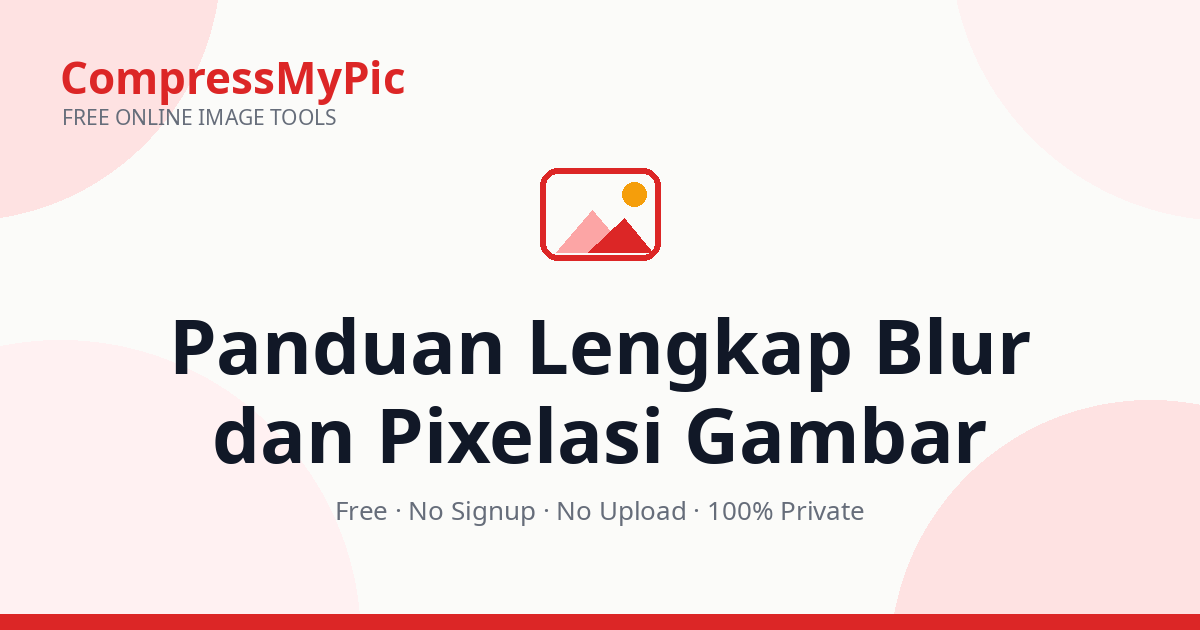 CompressMyPic
FREE ONLINE IMAGE TOOLS
Panduan Lengkap Blur
dan Pixelasi Gambar
Free · No Signup · No Upload · 100% Private